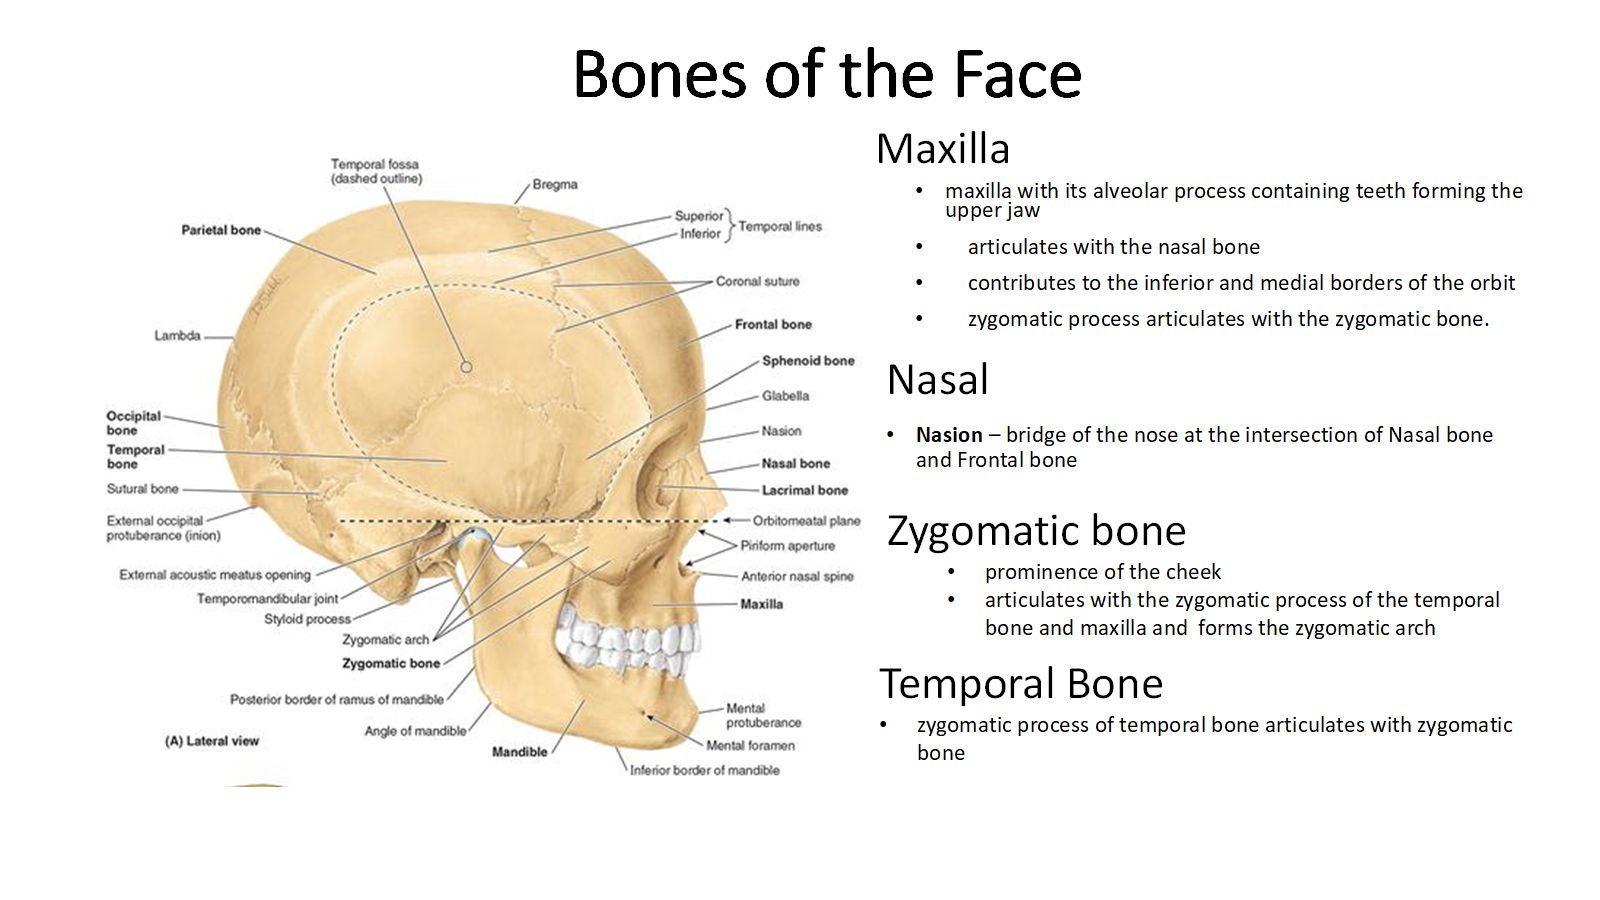 Bones of the Face
Temporal fossa
(dashed outline)
Bregma
Superior
Inferior
Temporal lines
Parietal bone
Coronal suture
Lambda
Frontal bone
Sphenoid bone
Glabella
Occipital
bone
Nasion
Temporal
bone
Nasal bone
Sutural bone
Lacrimal bone
External occipital
protuberance (inion)
Orbitomeatal plane
Piriform aperture
External acoustic meatus opening
Anterior nasal spine
Temporomandibular joint
Maxilla
Styloid process
Zygomatic arch
Zygomatic bone
Posterior border of ramus of mandible
Mental
protuberance
Angle of mandible
(A) Lateral view
Mandible
Mental foramen
Inferior border of mandible
Maxilla
• maxilla with its alveolar process containing teeth forming the
upper jaw
• articulates with the nasal bone
• contributes to the inferior and medial borders of the orbit
• zygomatic process articulates with the zygomatic bone.
Nasal
• Nasion – bridge of the nose at the intersection of Nasal bone
and Frontal bone
Zygomatic bone
• prominence of the cheek
• articulates with the zygomatic process of the temporal
bone and maxilla and forms the zygomatic arch
Temporal Bone
• zygomatic process of temporal bone articulates with zygomatic
bone